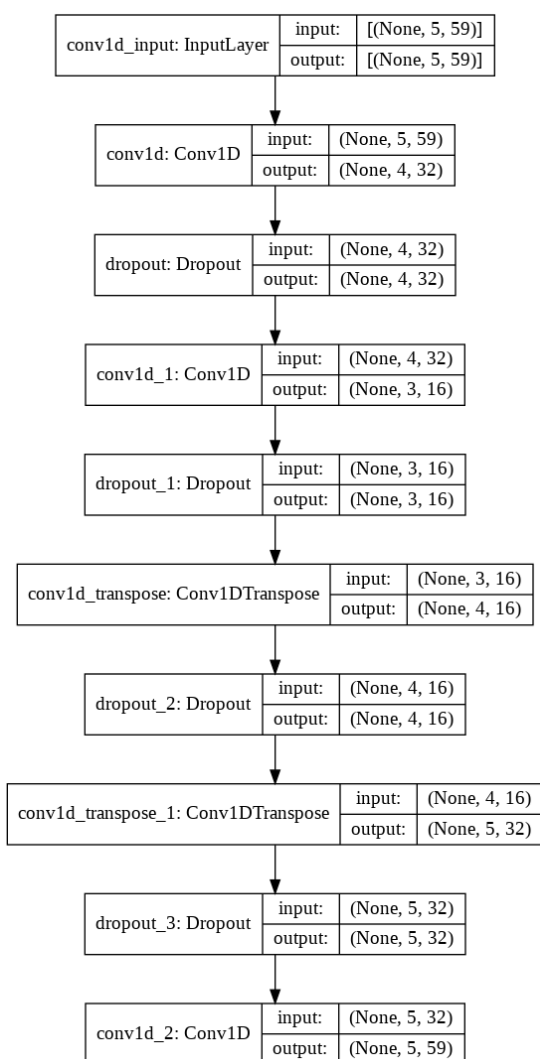 conv1d_input: InputLayer
input: [(None, 5, 59)]
output: [(None, 5, 59)]
conv1d: Conv1D
input: (None, 5, 59)
output: (None, 4, 32)
dropout: Dropout
input: (None, 4, 32)
output: (None, 4, 32)
conv1d_1: Conv1D
input: (None, 4, 32)
output: (None, 3, 16)
dropout_1: Dropout
input: (None, 3, 16)
output: (None, 3, 16)
conv1d_transpose: Conv1DTranspose
input: (None, 3, 16)
output: (None, 4, 16)
dropout_2: Dropout
input: (None, 4, 16)
output: (None, 4, 16)
conv1d_transpose_1: Conv1DTranspose
input: (None, 4, 16)
output: (None, 5, 32)
dropout_3: Dropout
input: (None, 5, 32)
output: (None, 5, 32)
conv1d_2: Conv1D
input: (None, 5, 32)
output: (None, 5, 59)